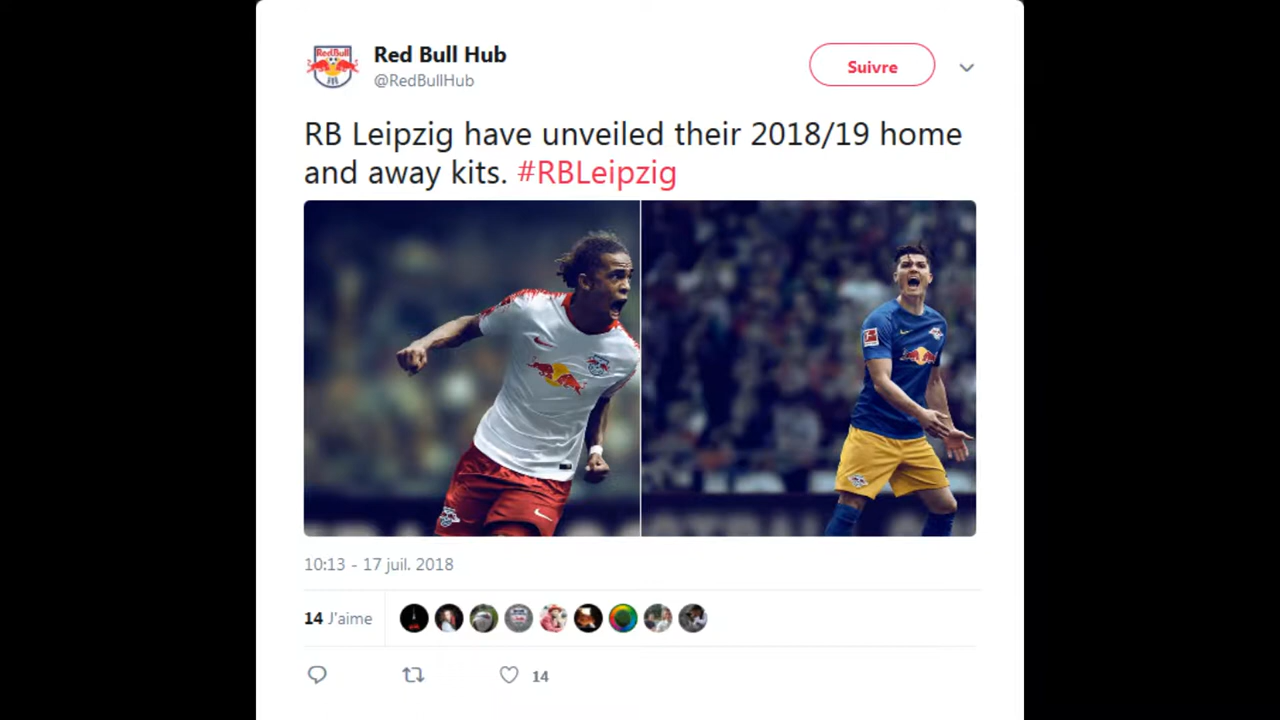 Red Bull Hub
@RedBullHub
Suivre
RB Leipzig have unveiled their 2018/19 home
and away kits. #RBLeipzig
10:13 - 17 juil. 2018
14 J'aime
14